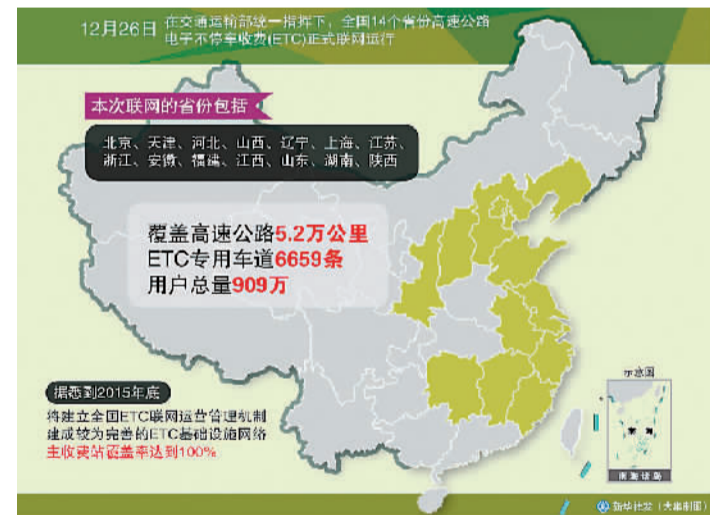 12月26日
在交通运输部统一指挥下，全国14个省份高速公路
电子不停车收费(ETC)正式联网运行
本次联网的省份包括
北京、天津、河北、山西、辽宁、上海、江苏、
浙江、安徽、福建、江西、山东、湖南、陕西
覆盖高速公路5.2万公里
ETC专用车道6659条
用户总量909万
据悉到2015年底
将建立全国ETC联网运营管理机制
建成较为完善的ETC基础设施网络
主收费站覆盖率达到100%
示意图
南海诸岛
新华社发（大巢制图）